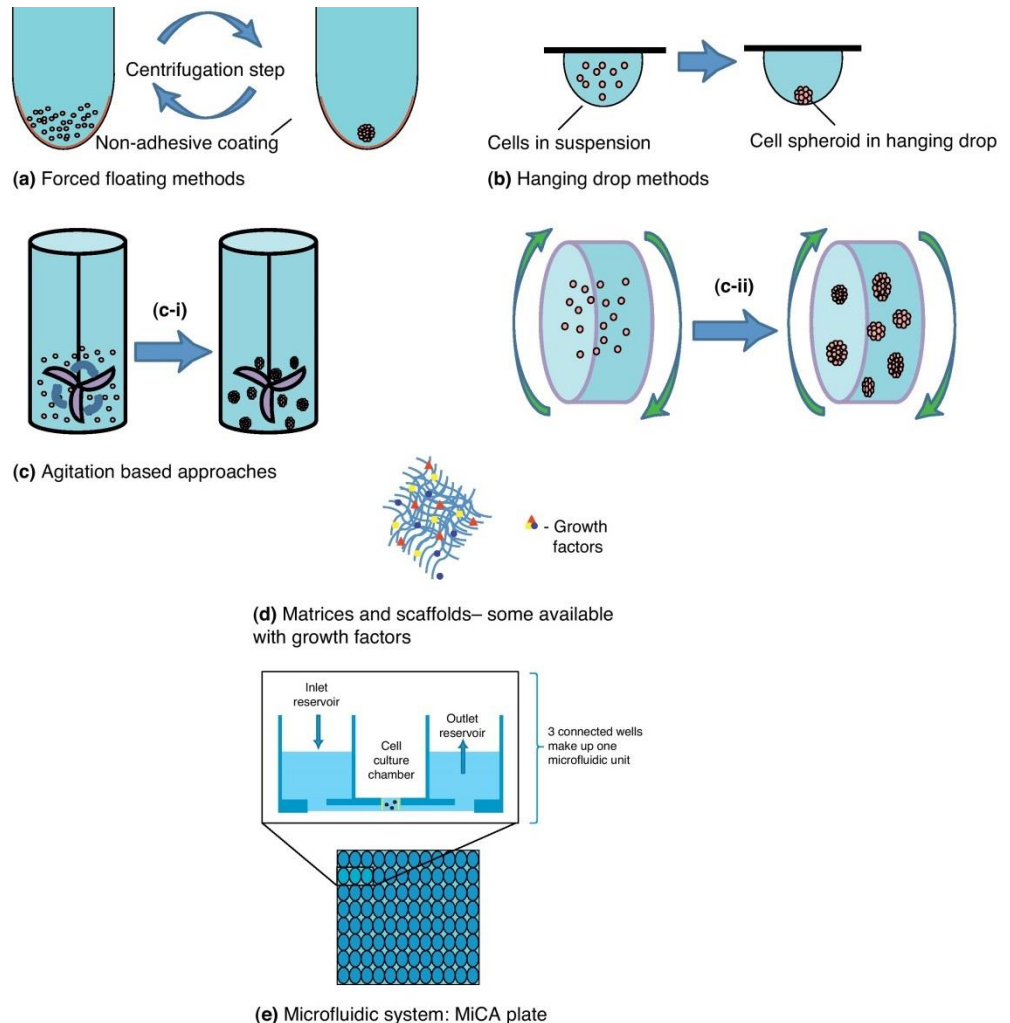 Centrifugation step
Non-adhesive coating
(a) Forced floating methods
Cells in suspension
Cell spheroid in hanging drop
(b) Hanging drop methods
(c-i)
(c-ii)
(c) Agitation based approaches
- Growth
factors
(d) Matrices and scaffolds– some available
with growth factors
Inlet
reservoir
Cell
culture
chamber
Outlet
reservoir
3 connected wells
make up one
microfluidic unit
(e) Microfluidic system: MiCA plate